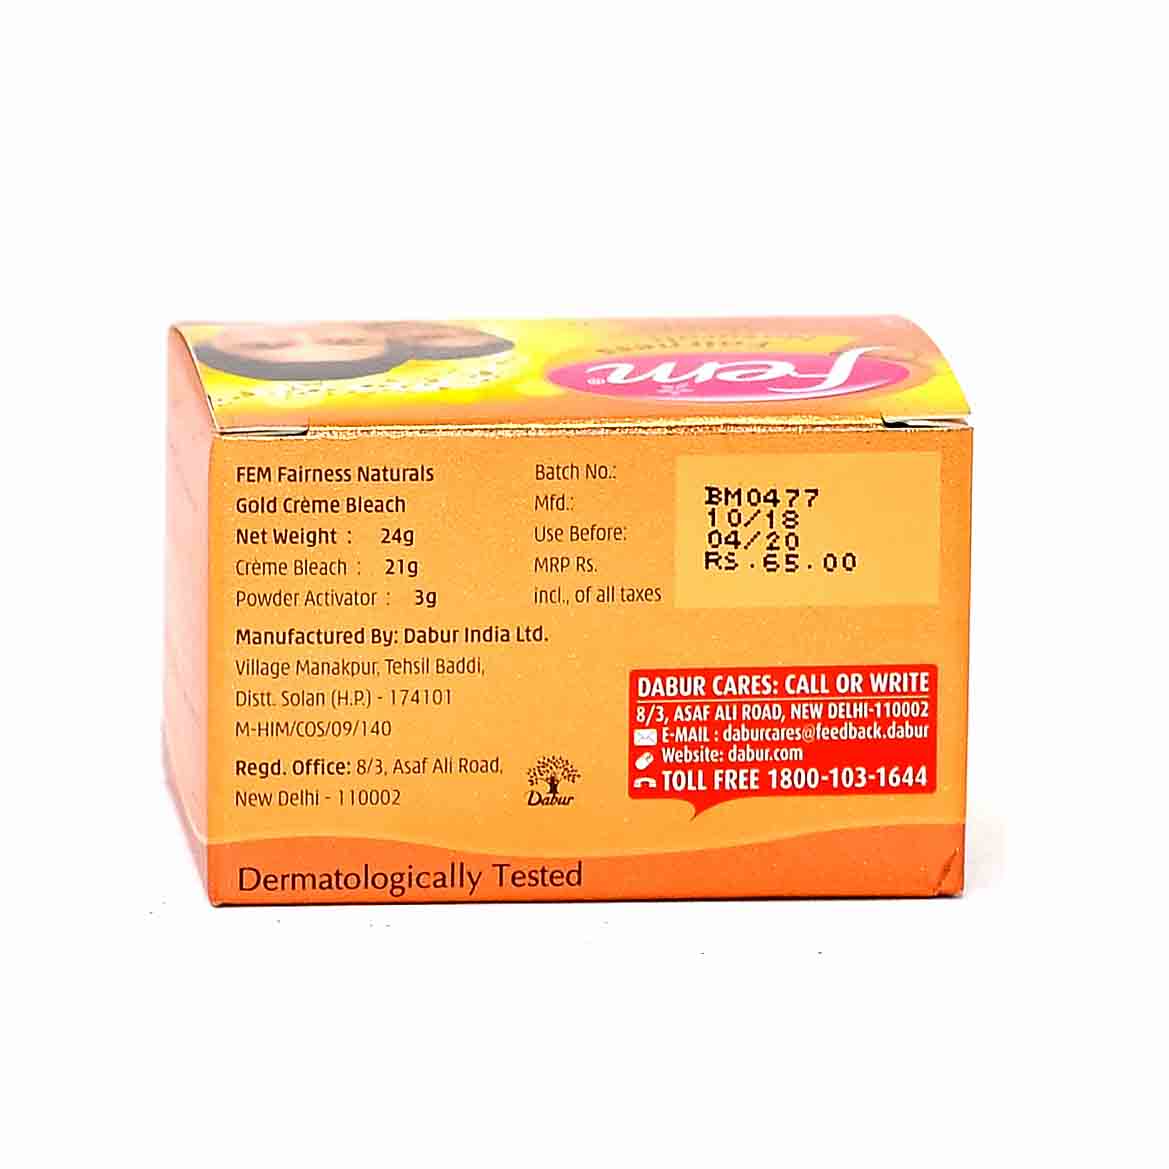 Fem®
Fairness
FEM Fairness Naturals
Gold Crème Bleach
Net Weight : 24g
Crème Bleach : 21g
Powder Activator : 3g
Batch No.: BM0477
Mfd.: 10/18
Use Before: 04/20
MRP Rs. RS.65.00
incl., of all taxes
Manufactured By: Dabur India Ltd.
Village Manakpur, Tehsil Baddi,
Distt. Solan (H.P.) - 174101
M-HIM/COS/09/140
Regd. Office: 8/3, Asaf Ali Road,
New Delhi - 110002
Dabur
DABUR CARES: CALL OR WRITE
8/3, ASAF ALI ROAD, NEW DELHI-110002
E-MAIL : daburcares@feedback.dabur
Website: dabur.com
TOLL FREE 1800-103-1644
Dermatologically Tested